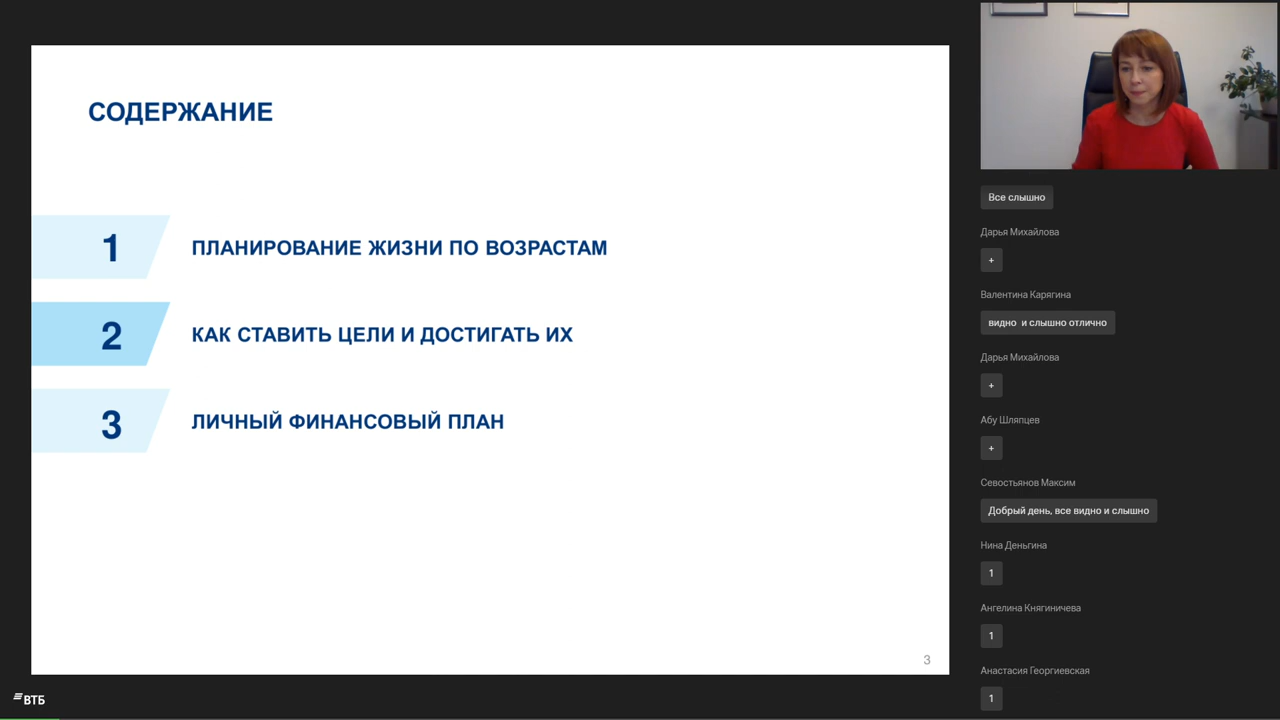 СОДЕРЖАНИЕ
1
ПЛАНИРОВАНИЕ ЖИЗНИ ПО ВОЗРАСТАМ
2
КАК СТАВИТЬ ЦЕЛИ И ДОСТИГАТЬ ИХ
3
ЛИЧНЫЙ ФИНАНСОВЫЙ ПЛАН
3
ВТБ
Все слышно
Дарья Михайлова
+
Валентина Карягина
видно и слышно отлично
Дарья Михайлова
+
Абу Шляпцев
+
Севостьянов Максим
Добрый день, все видно и слышно
Нина Деньгина
1
Ангелина Княгиничева
1
Анастасия Георгиевская
1